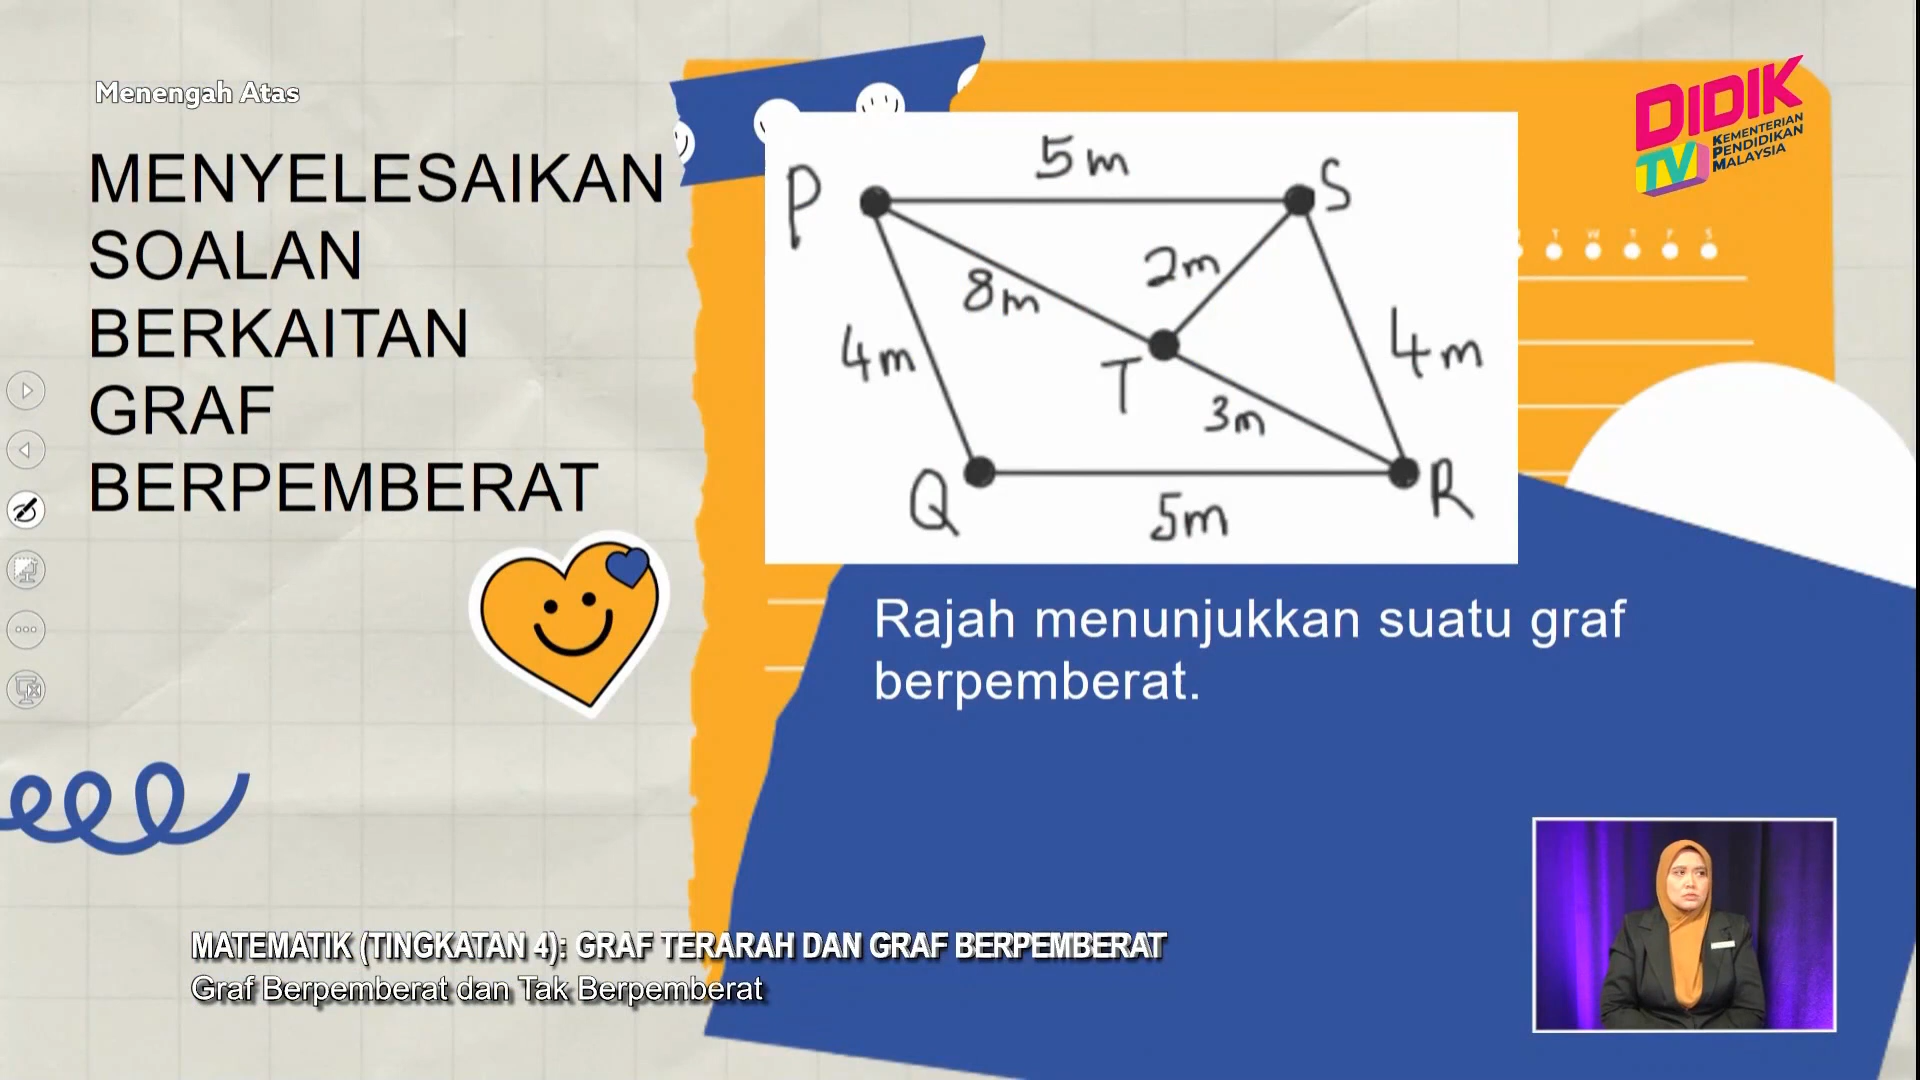 Menengah Atas
MENYELESAIKAN
SOALAN
BERKAITAN
GRAF
BERPEMBERAT
DIDIK
TV
KEMENTERIAN
PENDIDIKAN
MALAYSIA
T W T F S
5m
P
S
2m
8m
4m
4m
T
3m
Q
R
5m
Rajah menunjukkan suatu graf
berpemberat.
MATEMATIK (TINGKATAN 4): GRAF TERARAH DAN GRAF BERPEMBERAT
Graf Berpemberat dan Tak Berpemberat